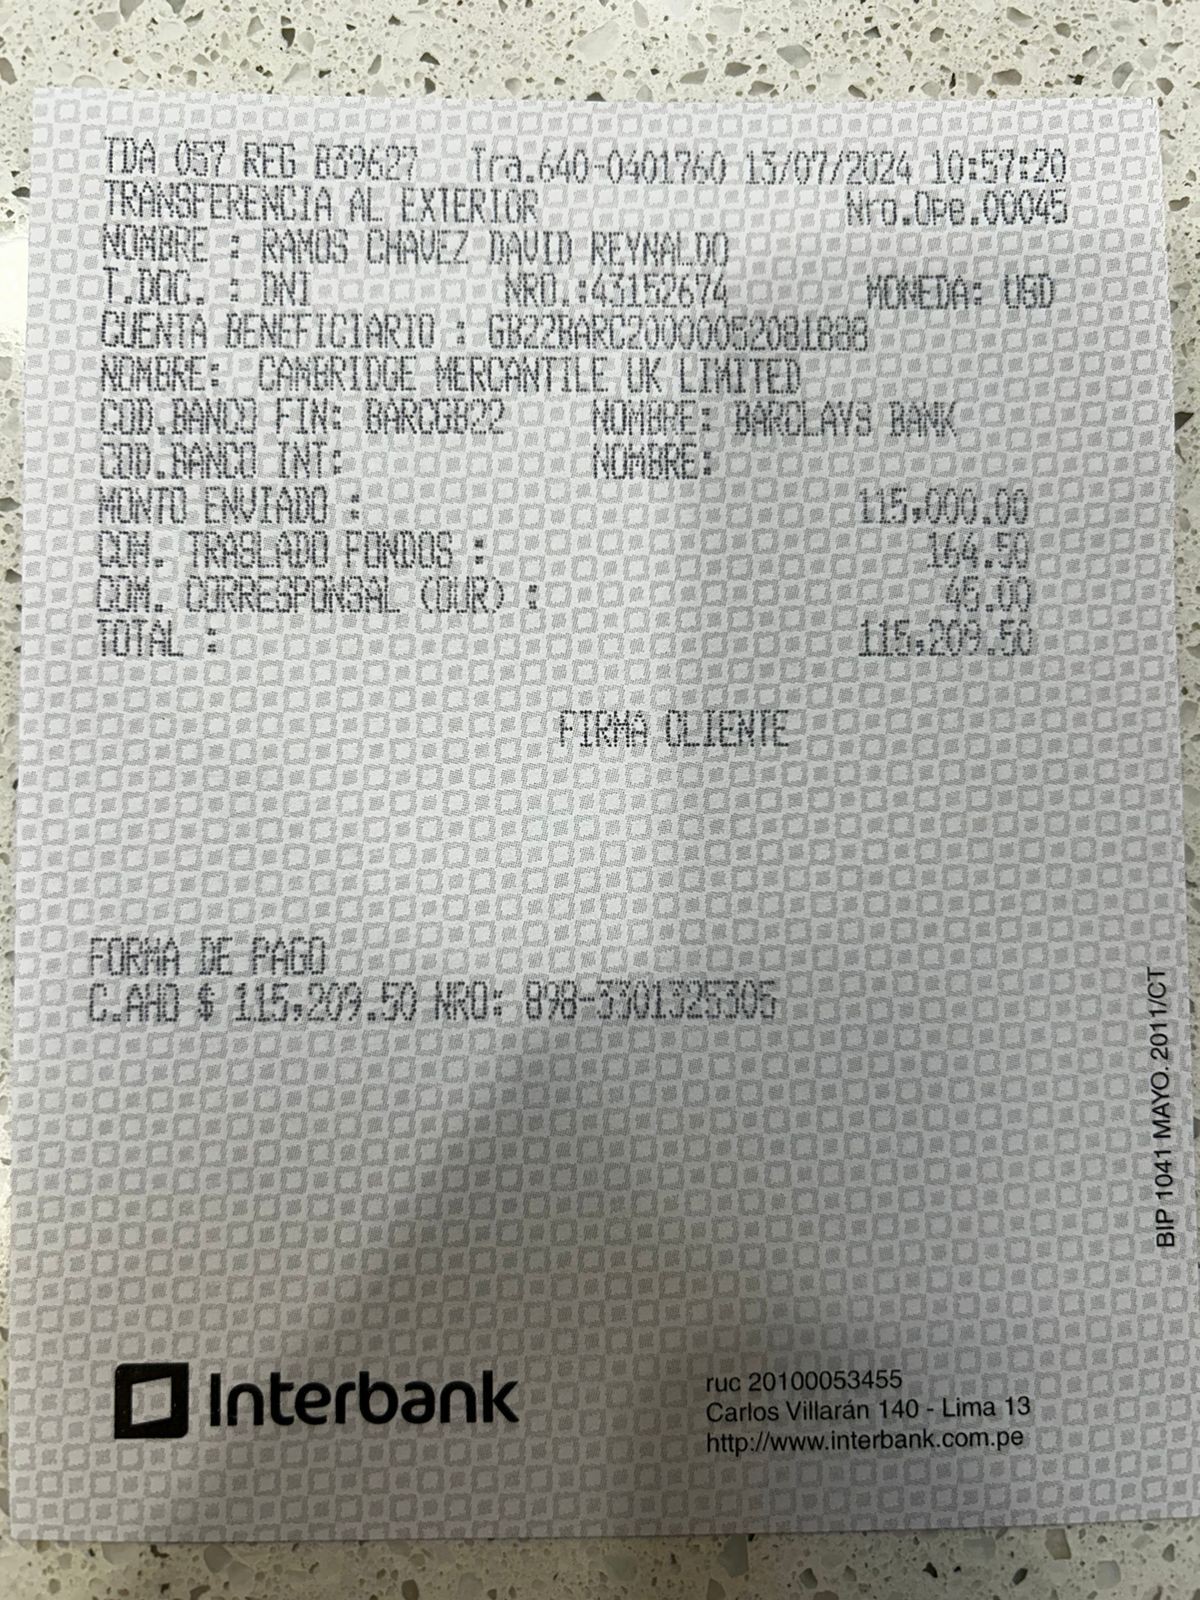 TDA 057 REG B39627 Tra.640-0401760 13/07/2024 10:57:20
TRANSFERENCIA AL EXTERIOR Nro.Ope.00045
NOMBRE : RAMOS CHAVEZ DAVID REYNALDO
T.DOC. : DNI NRO.:43152674 MONEDA: USD
CUENTA BENEFICIARIO : GB22BARC20000052081888
NOMBRE: CAMBRIDGE MERCANTILE UK LIMITED
COD.BANCO FIN: BARCGB22 NOMBRE: BARCLAYS BANK
COD.BANCO INT: NOMBRE:
MONTO ENVIADO : 115,000.00
COM. TRASLADO FONDOS : 164.50
COM. CORRESPONSAL (OUR) : 45.00
TOTAL : 115,209.50
FIRMA CLIENTE
FORMA DE PAGO
C.AHO $ 115,209.50 NRO: 898-3301325305
BIP 1041 MAYO. 2011/CT
Interbank
ruc 20100053455
Carlos Villarán 140 - Lima 13
http://www.interbank.com.pe